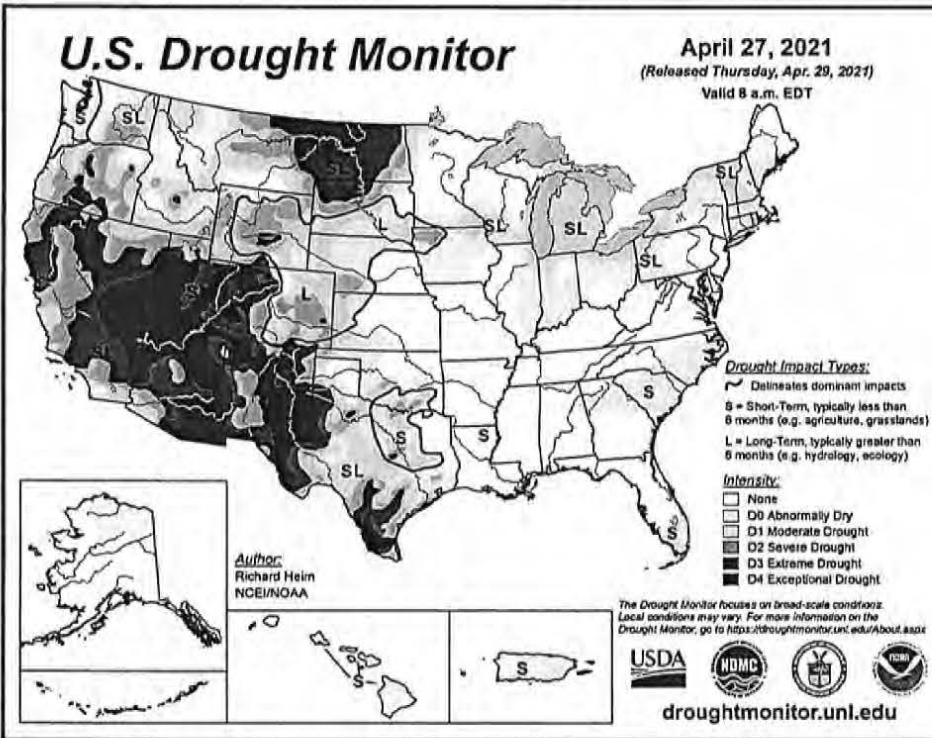 U.S. Drought Monitor
April 27, 2021
(Released Thursday, Apr. 29, 2021)
Valid 8 a.m. EDT
S
SL
SL
L
SL
SL
SL
SL
L
SL
S
S
S
SL
S
Drought Impact Types:
Delineates dominant impacts
S = Short-Term, typically less than
6 months (e.g. agriculture, grasslands)
L = Long-Term, typically greater than
6 months (e.g. hydrology, ecology)
Intensity:
None
D0 Abnormally Dry
D1 Moderate Drought
D2 Severe Drought
D3 Extreme Drought
D4 Exceptional Drought
Author:
Richard Heim
NCEI/NOAA
S
S
The Drought Monitor focuses on broad-scale conditions.
Local conditions may vary. For more information on the
Drought Monitor, go to https://droughtmonitor.unl.edu/About.aspx
USDA
NDMC
NOAA
droughtmonitor.unl.edu